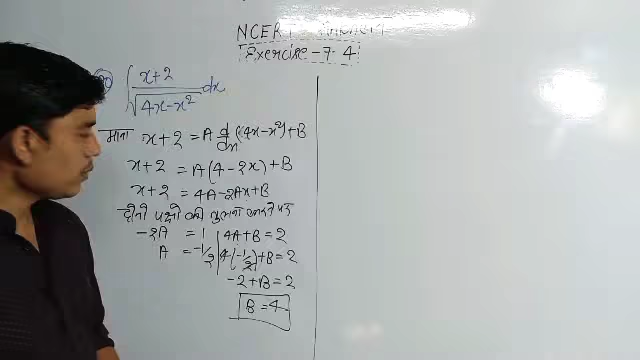 NCERT
Exercise - 7.4
∫ x+2 / √4x-x² dx
माना x+2 = A d/dx (4x-x²)+B
x+2 = A(4-2x)+B
x+2 = 4A-2Ax+B
दोनों पक्षों की तुलना करने पर
-2A = 1 4A+B=2
A = -1/2 4(-1/2)+B=2
-2+B=2
B=4